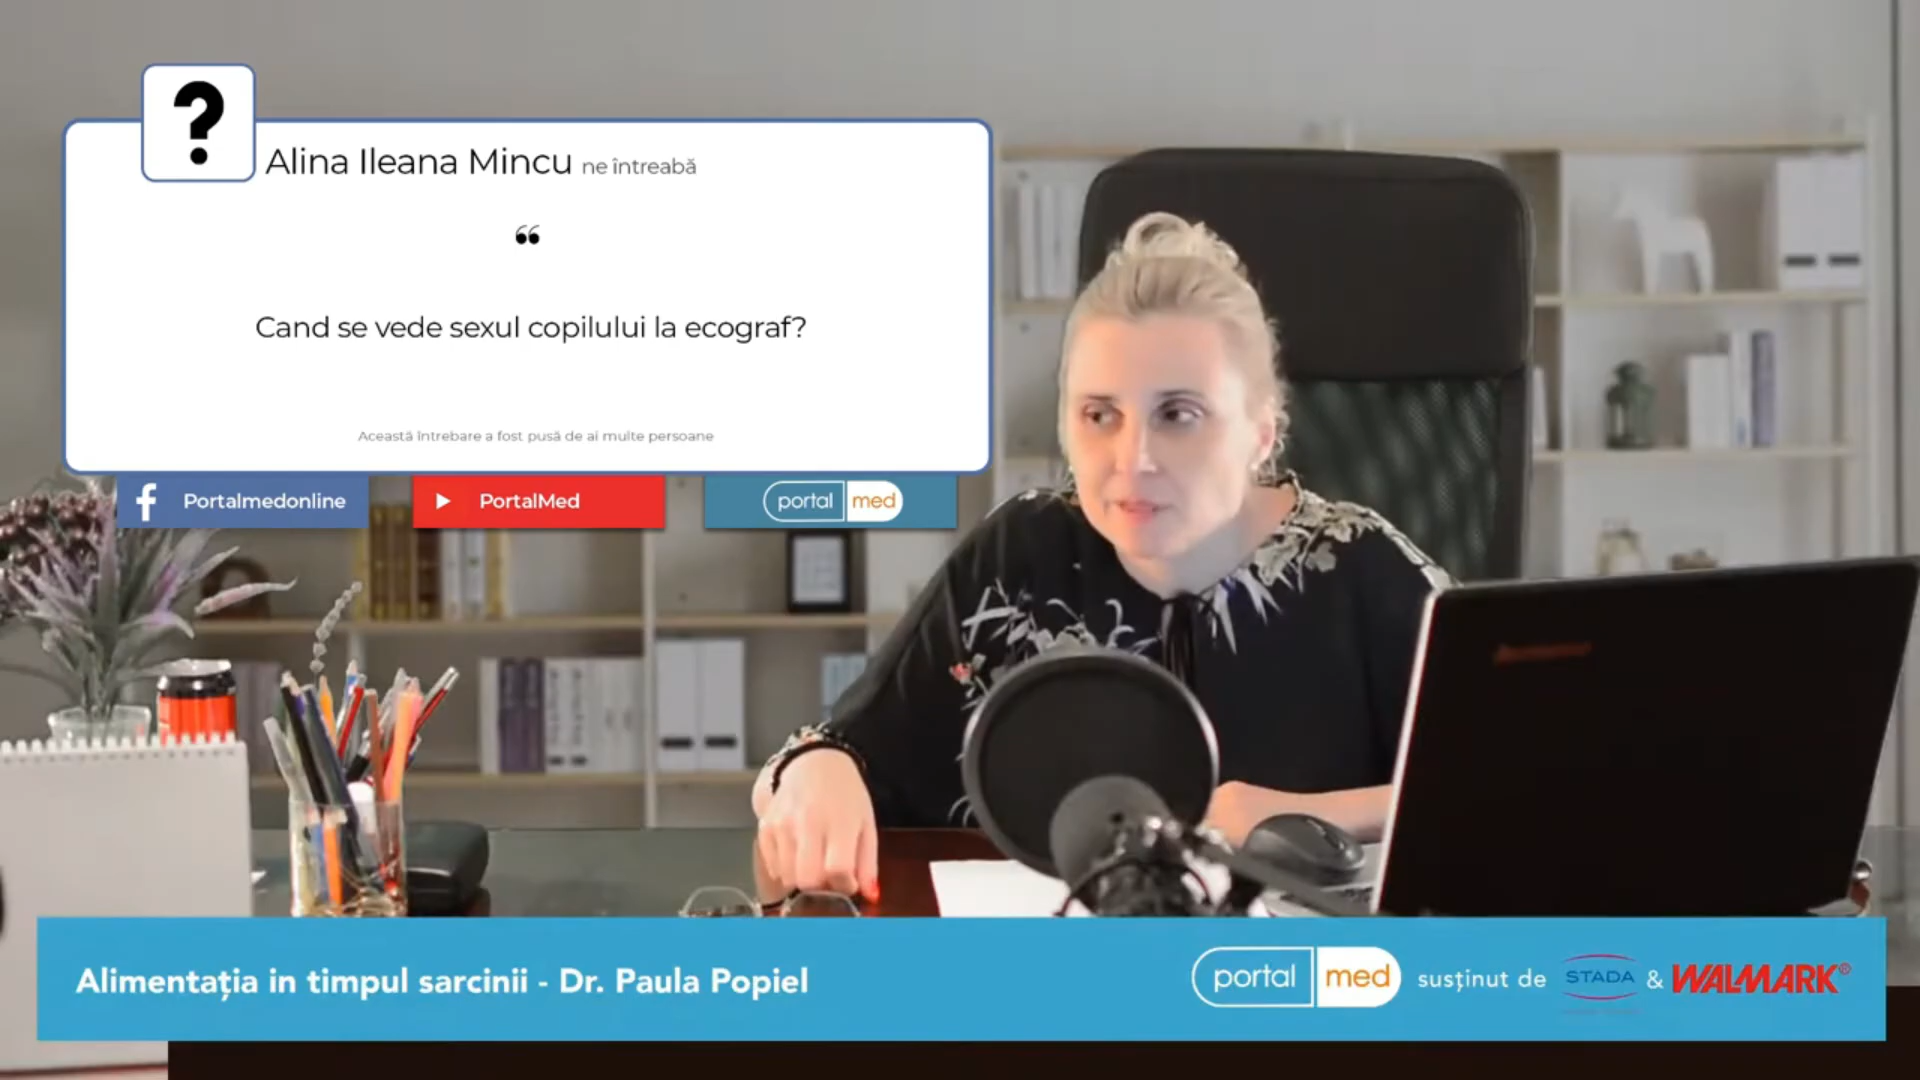 ?
Alina Ileana Mincu ne întreabă
“
Cand se vede sexul copilului la ecograf?
Această întrebare a fost pusă de ai multe persoane
f Portalmedonline
PortalMed
portal med
Alimentația in timpul sarcinii - Dr. Paula Popiel
portal med susținut de STADA & WALMARK®